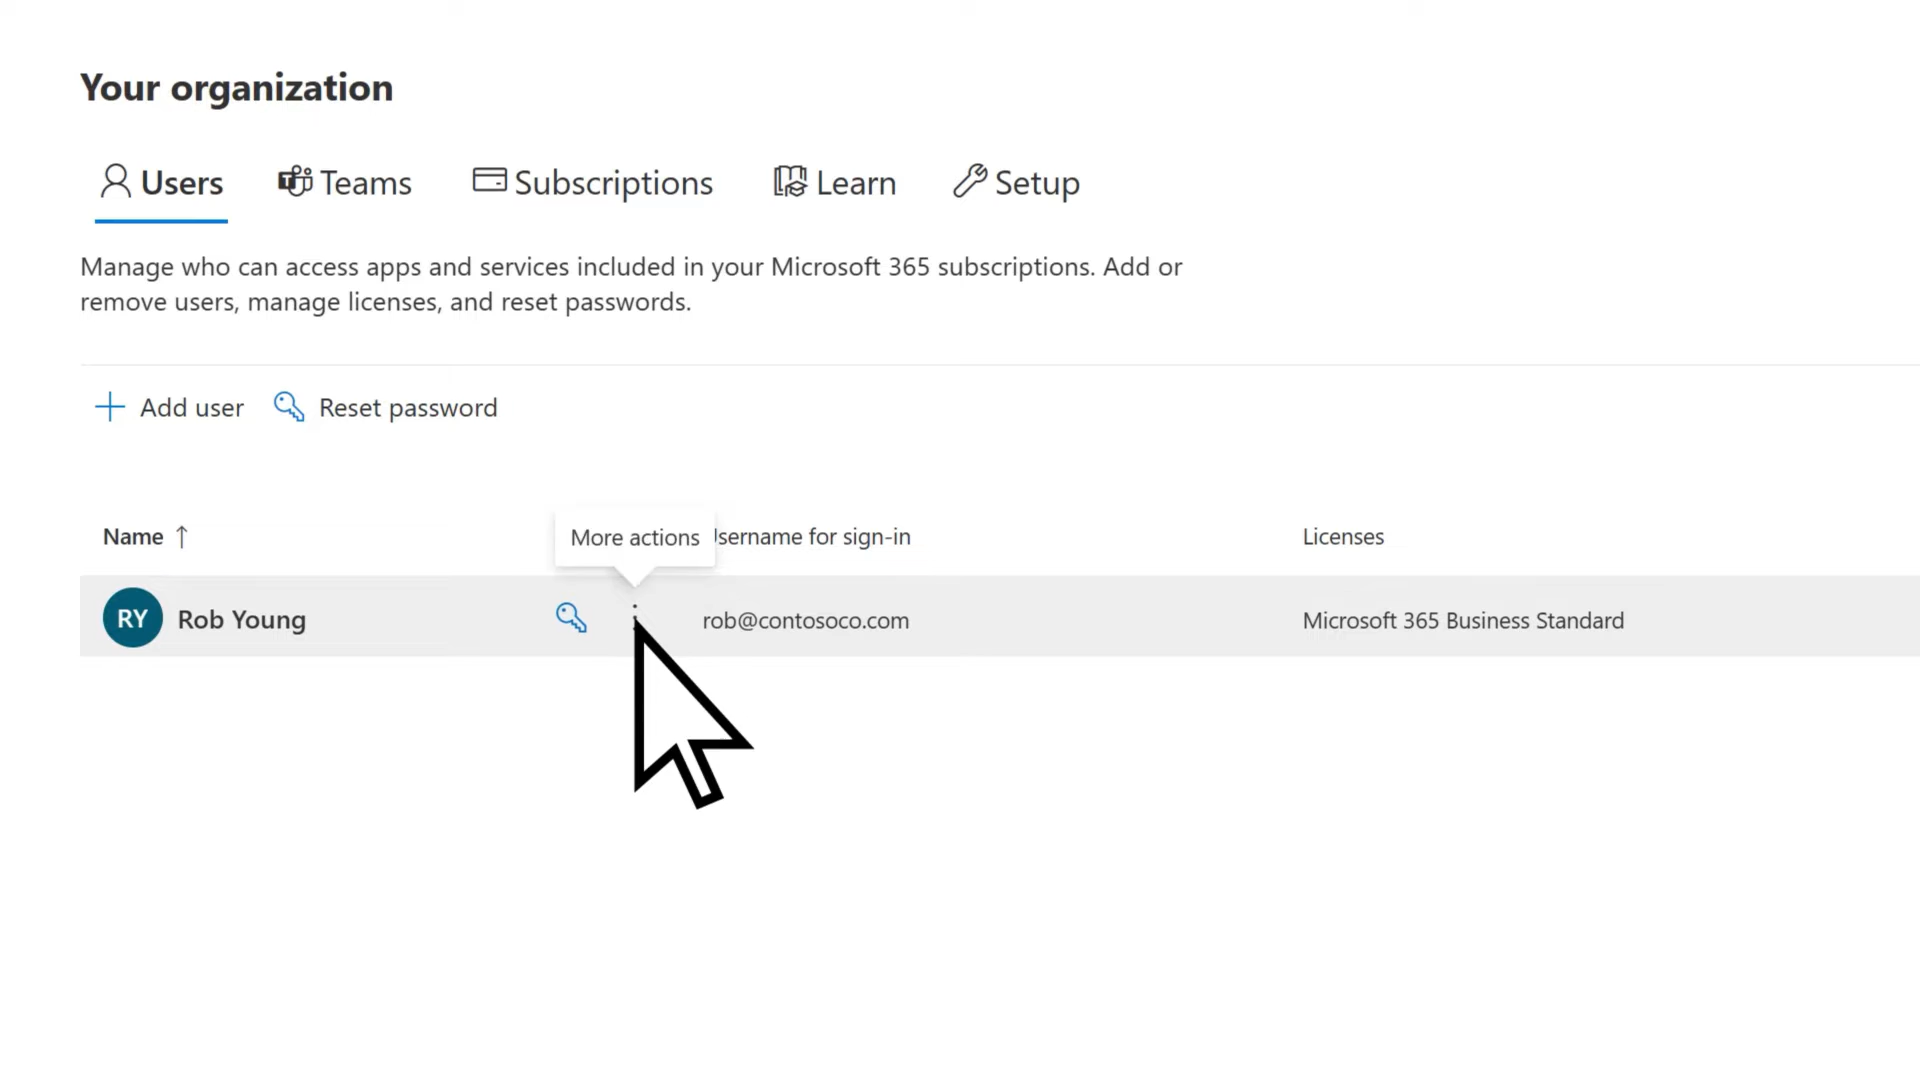 Your organization
Users Teams Subscriptions Learn Setup
Manage who can access apps and services included in your Microsoft 365 subscriptions. Add or
remove users, manage licenses, and reset passwords.
Add user Reset password
Name ↑ More actions sername for sign-in Licenses
RY Rob Young rob@contosoco.com Microsoft 365 Business Standard